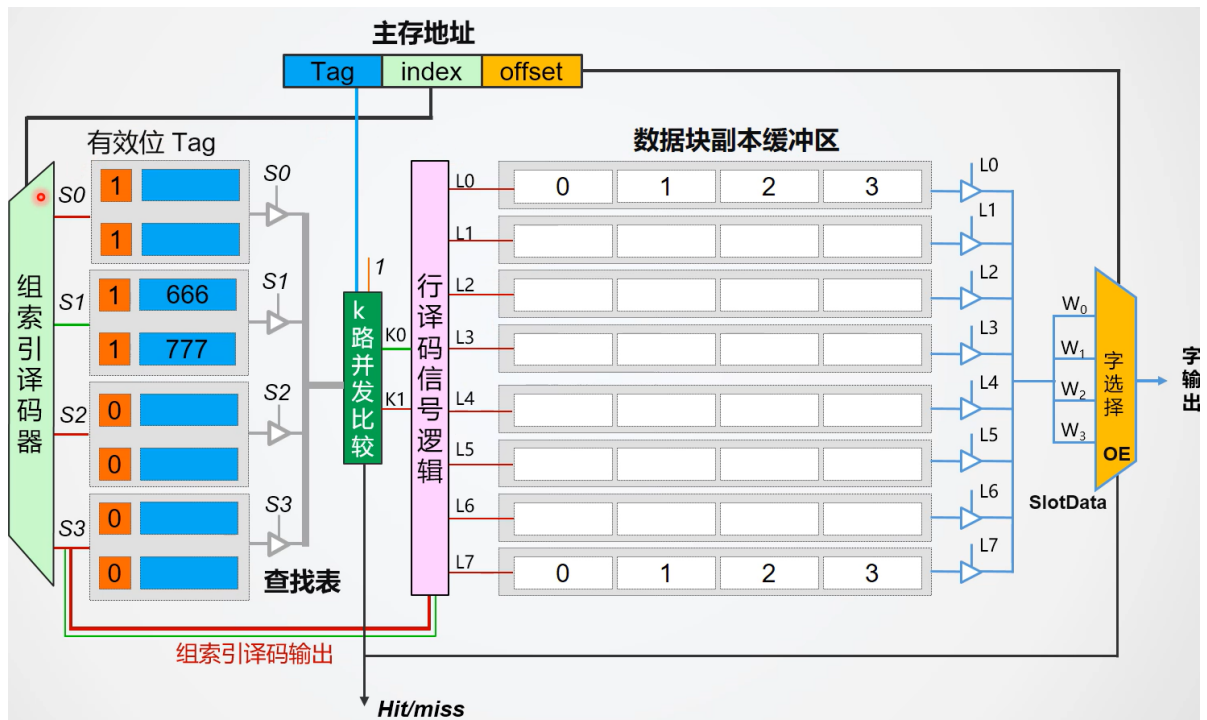 主存地址
Tag index offset
有效位 Tag
数据块副本缓冲区
组索引译码器
S0
1
1
S0
S1
1 666
1 777
S1
S2
0
0
S2
S3
0
0
S3
查找表
1
k路并发比较
K0
K1
行译码信号逻辑
L0 0 1 2 3 L0
L1 L1
L2 L2
L3 L3
L4 L4
L5 L5
L6 L6
L7 0 1 2 3 L7
W0
W1
W2
W3
字选择
OE
字输出
SlotData
组索引译码输出
Hit/miss